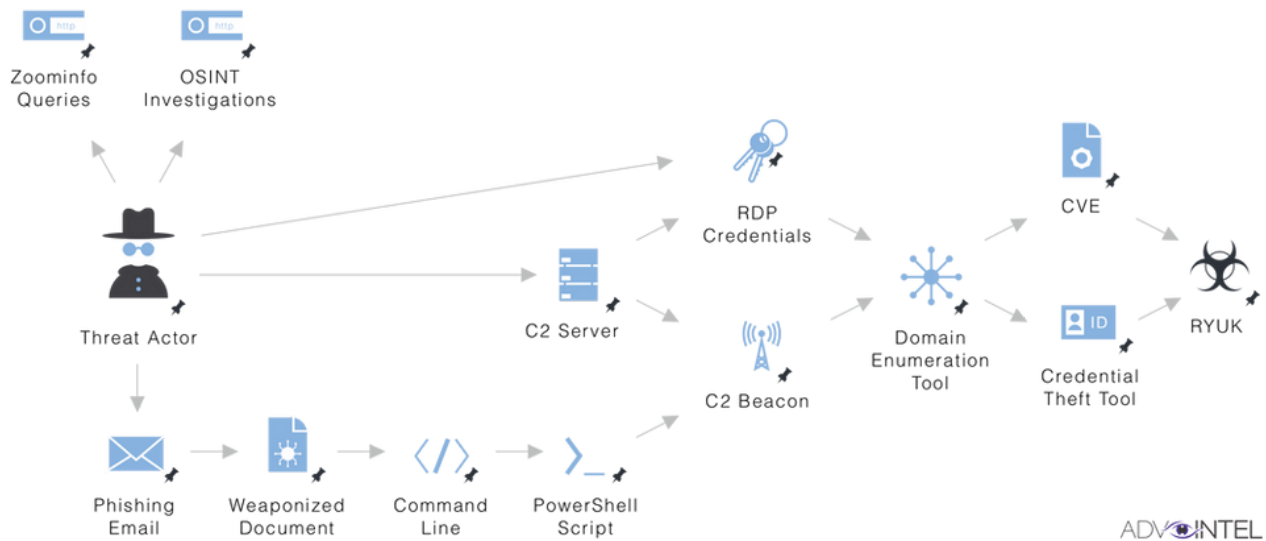 http
http
Zoominfo
Queries
OSINT
Investigations
RDP
Credentials
CVE
Threat Actor
C2 Server
C2 Beacon
Domain
Enumeration
Tool
ID
Credential
Theft Tool
RYUK
Phishing
Email
Weaponized
Document
Command
Line
PowerShell
Script
ADVINTEL